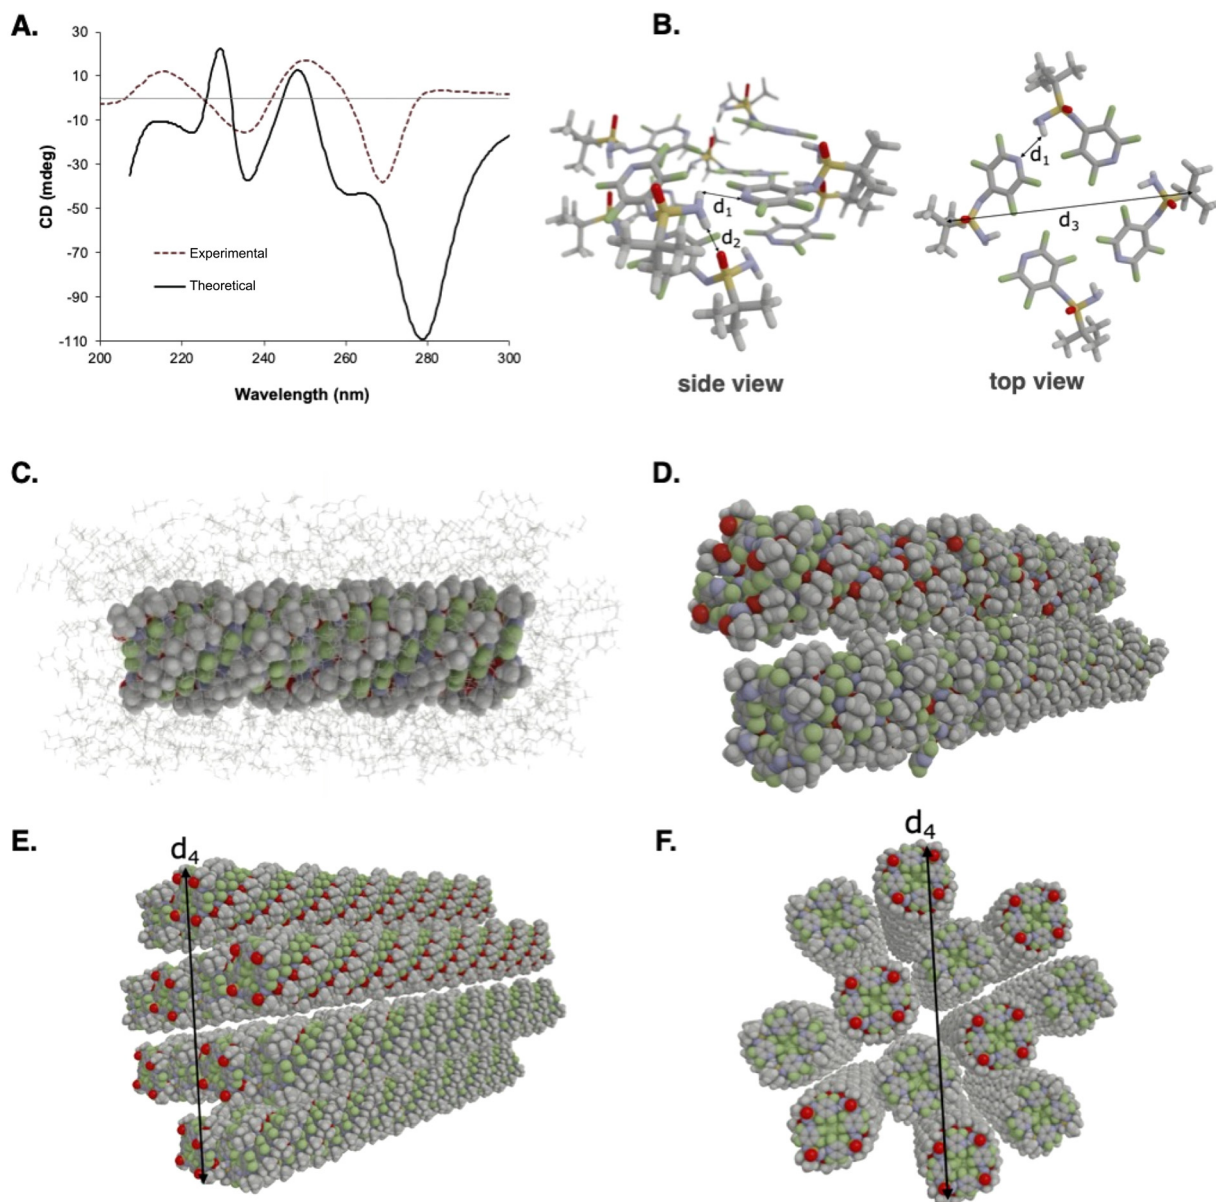 A.
30
10
-10
-30
-50
-70
-90
-110
CD (mdeg)
Experimental
Theoretical
200
220
240
260
280
300
Wavelength (nm)
B.
d1
d2
side view
d1
d3
top view
C.
D.
E.
d4
F.
d4